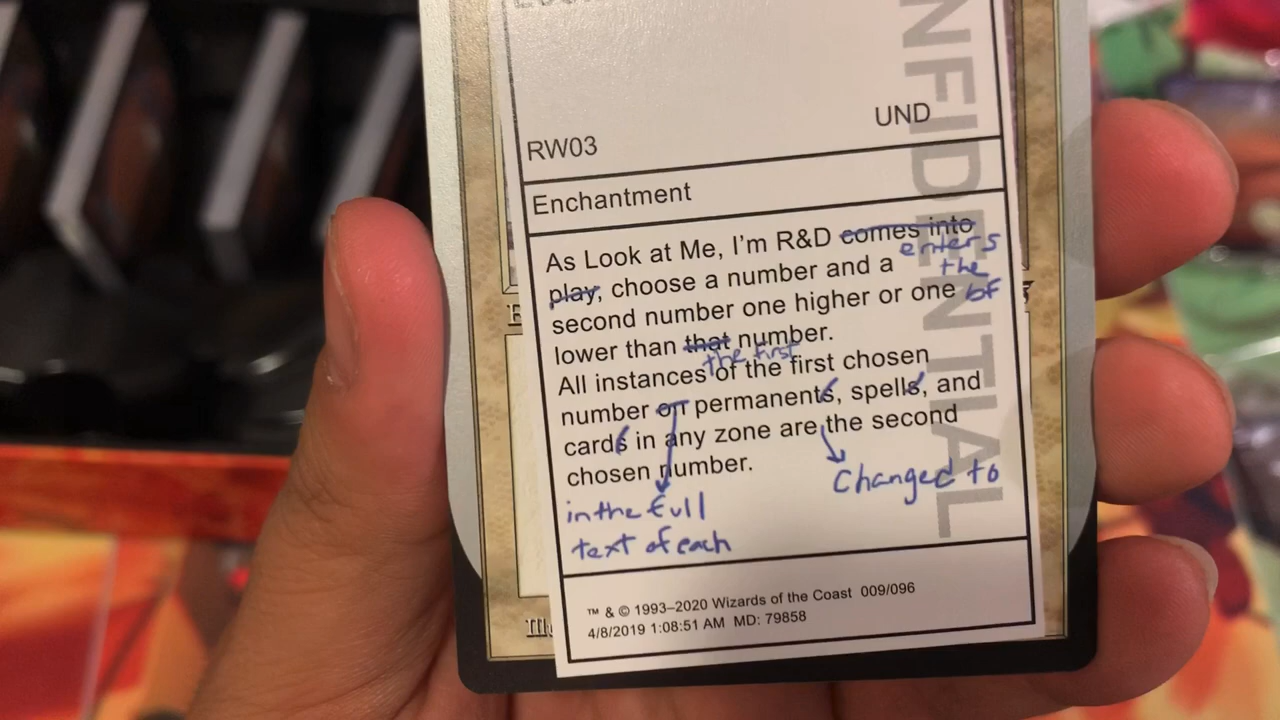 UND
RW03
Enchantment
As Look at Me, I'm R&D comes into
enters
play, choose a number and a
the
second number one higher or one of
lower than that number.
the first
All instances of the first chosen
number on permanents, spells, and
cards in any zone are the second
chosen number.
Changed to
in the full
text of each
™ & © 1993–2020 Wizards of the Coast 009/096
4/8/2019 1:08:51 AM MD: 79858
NFIDENTIAL